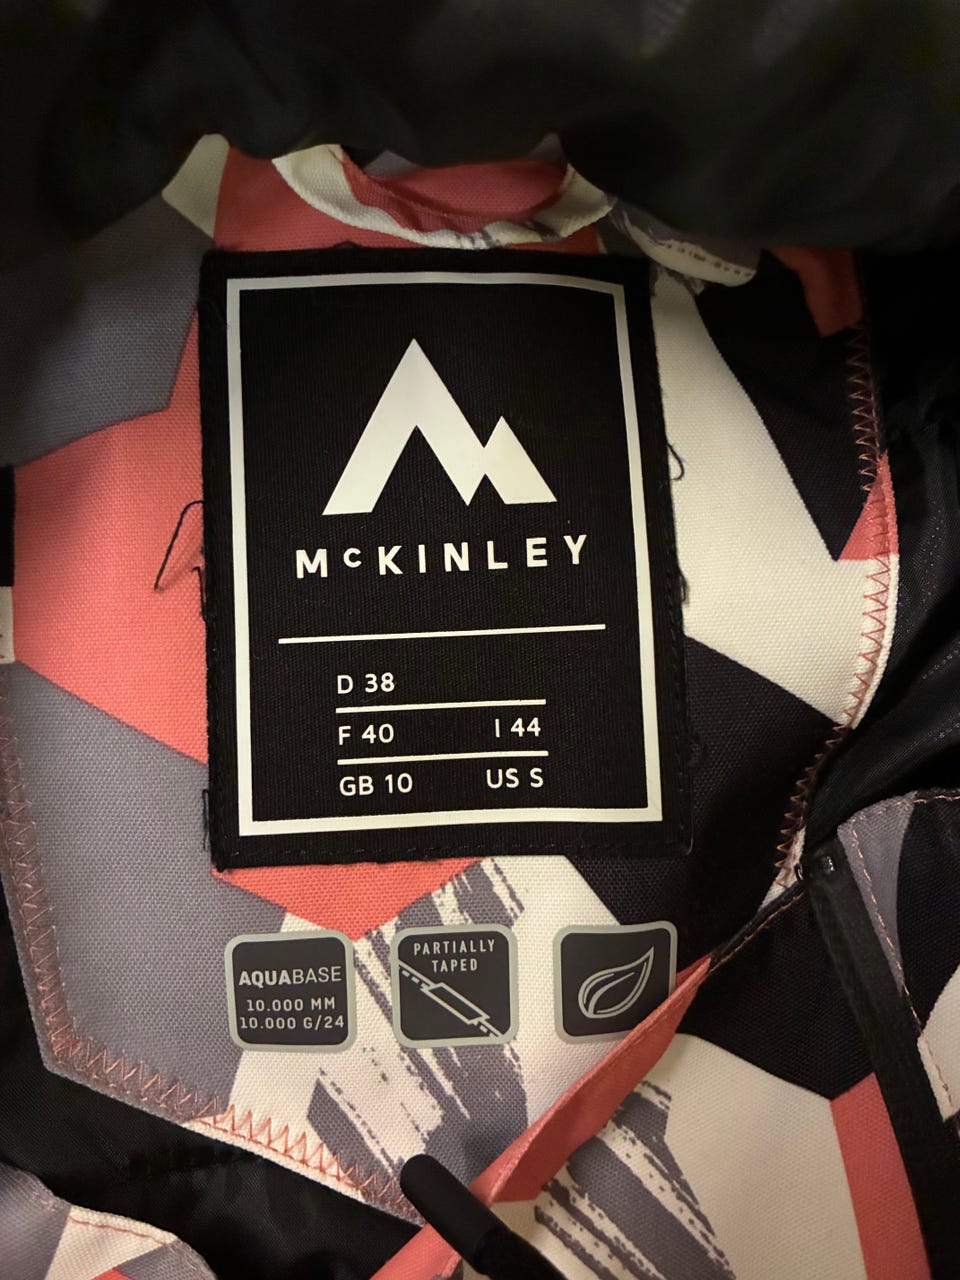 McKINLEY
D 38
F 40 I 44
GB 10 US S
AQUABASE
10.000 MM
10.000 G/24
PARTIALLY
TAPED